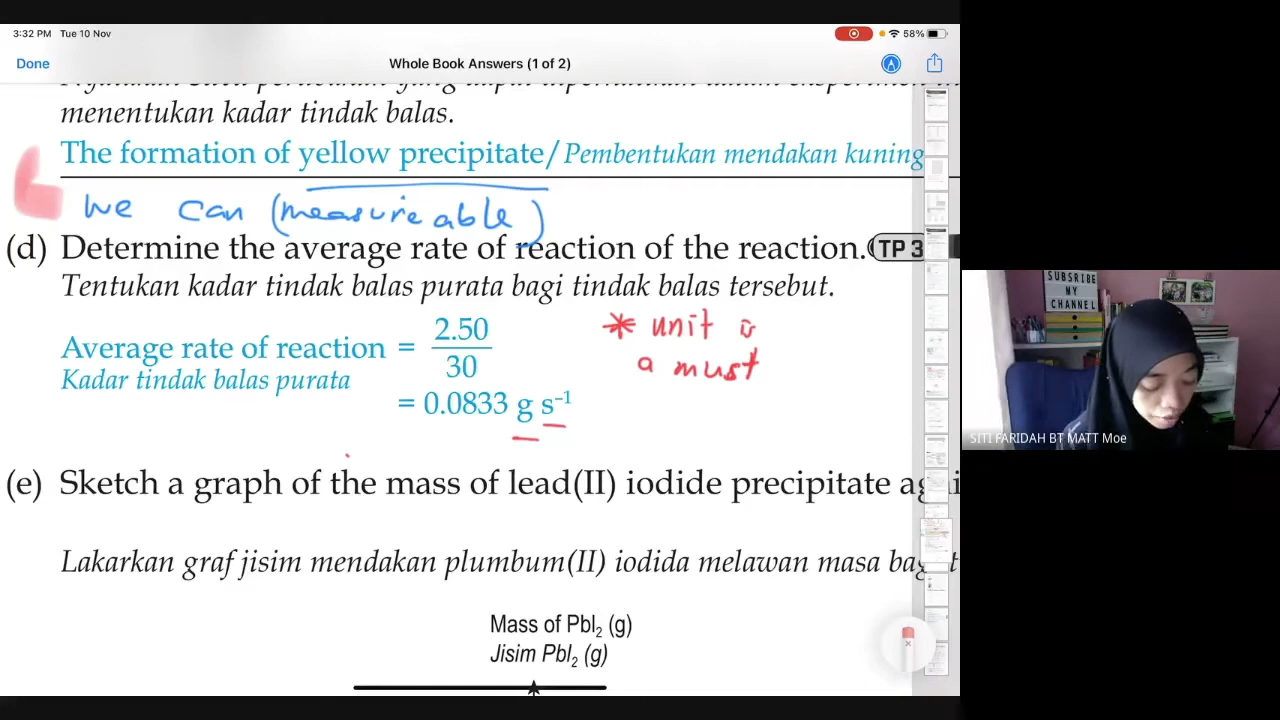 3:32 PM Tue 10 Nov
58%
Done
Whole Book Answers (1 of 2)
menentukan kadar tindak balas.
The formation of yellow precipitate/Pembentukan mendakan kuning
we can (measureable)
(d) Determine the average rate of reaction of the reaction. TP 3
Tentukan kadar tindak balas purata bagi tindak balas tersebut.
Average rate of reaction = 2.50
30
Kadar tindak balas purata
= 0.0833 g s⁻¹
* unit is
a must
(e) Sketch a graph of the mass of lead(II) iodide precipitate
Lakarkan graf jisim mendakan plumbum(II) iodida melawan masa
Mass of PbI₂ (g)
Jisim PbI₂ (g)
SUBSRIBE
MY
CHANNEL
SITI FARIDAH BT MATT Moe